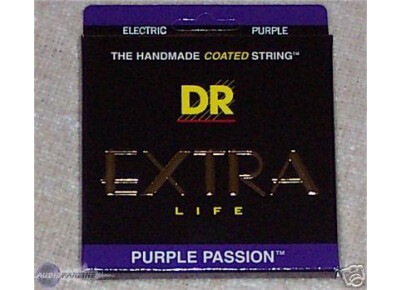 ELECTRIC PURPLE
THE HANDMADE COATED STRING™
DR
EXTRA
LIFE
PURPLE PASSION™